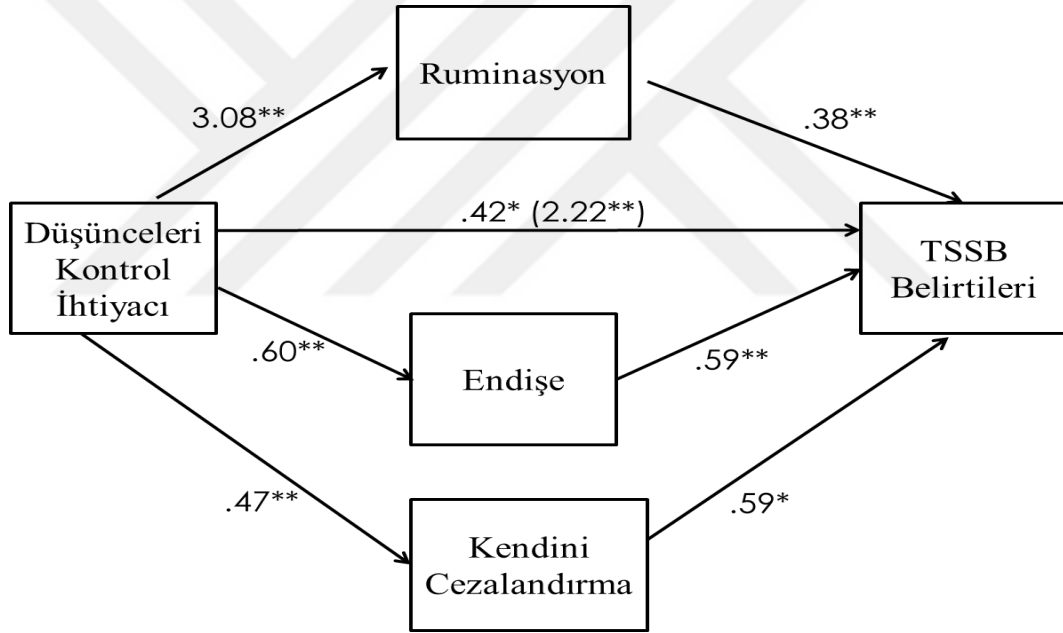 Ruminasyon
3.08**
.38**
.42* (2.22**)
Düşünceleri
Kontrol
İhtiyacı
TSSB
Belirtileri
.60**
Endişe
.59**
.47**
Kendini
Cezalandırma
.59*